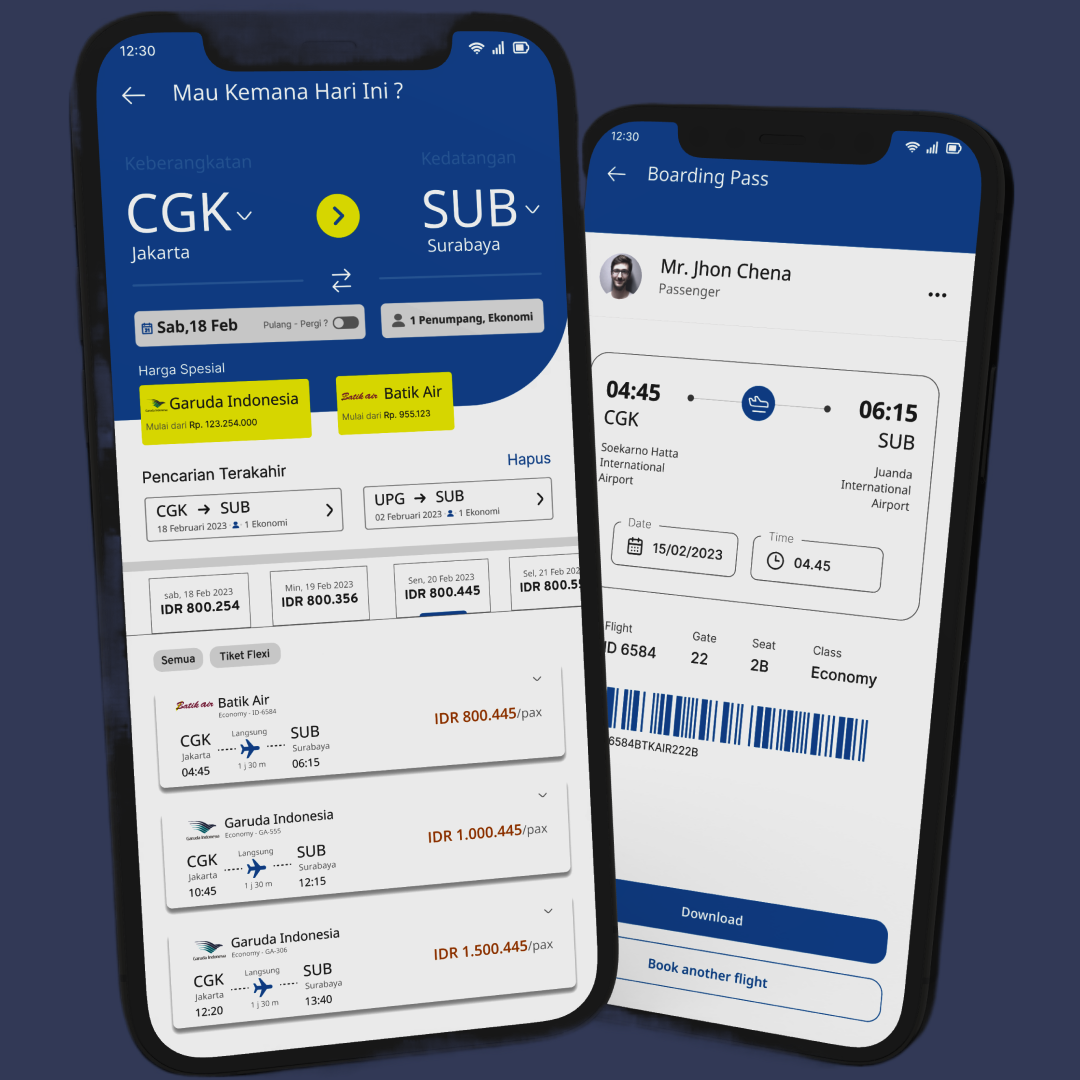 12:30
Mau Kemana Hari Ini ?
Keberangkatan
Kedatangan
CGK
SUB
Jakarta
Surabaya
Sab,18 Feb
Pulang - Pergi ?
1 Penumpang, Ekonomi
Harga Spesial
Garuda Indonesia
Mulai dari Rp. 123.254.000
Batik air Batik Air
Mulai dari Rp. 955.123
Pencarian Terakahir
Hapus
CGK → SUB
18 Februari 2023 · 1 Ekonomi
UPG → SUB
02 Februari 2023 · 1 Ekonomi
sab, 18 Feb 2023
IDR 800.254
Min, 19 Feb 2023
IDR 800.356
Sen, 20 Feb 2023
IDR 800.445
Sel, 21 Feb 202
IDR 800.55
Semua
Tiket Flexi
Batik air Batik Air
Economy - ID-6584
CGK
Langsung
SUB
Jakarta
Surabaya
04:45
1 j 30 m
06:15
IDR 800.445/pax
Garuda Indonesia Garuda Indonesia
Economy - GA-555
CGK
Langsung
SUB
Jakarta
Surabaya
10:45
1 j 30 m
12:15
IDR 1.000.445/pax
Garuda Indonesia Garuda Indonesia
Economy - GA-306
CGK
Langsung
SUB
Jakarta
Surabaya
12:20
1 j 30 m
13:40
IDR 1.500.445/pax
12:30
Boarding Pass
Mr. Jhon Chena
Passenger
04:45
CGK
Soekarno Hatta
International
Airport
06:15
SUB
Juanda
International
Airport
Date
15/02/2023
Time
04.45
Flight
ID 6584
Gate
22
Seat
2B
Class
Economy
6584BTKAIR222B
Download
Book another flight